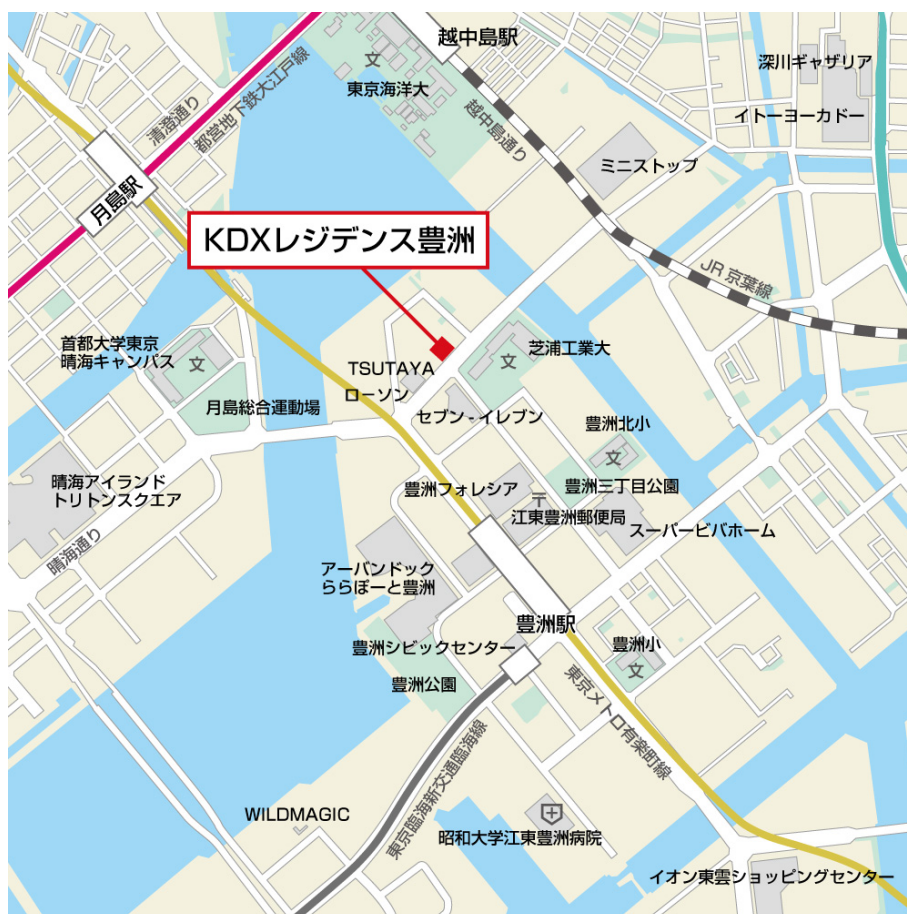 越中島駅
深川ギャザリア
イトーヨーカドー
東京海洋大
文
清澄通り
都営地下鉄大江戸線
越中島通り
ミニストップ
月島駅
KDXレジデンス豊洲
JR 京葉線
首都大学東京
晴海キャンパス
文
月島総合運動場
TSUTAYA
ローソン
芝浦工業大
文
セブン-イレブン
豊洲北小
文
豊洲三丁目公園
晴海アイランド
トリトンスクエア
晴海通り
豊洲フォレシア
〒
江東豊洲郵便局
スーパービバホーム
アーバンドック
ららぽーと豊洲
豊洲駅
豊洲シビックセンター
豊洲小
文
豊洲公園
東京メトロ有楽町線
東京臨海新交通臨海線
WILDMAGIC
昭和大学江東豊洲病院
イオン東雲ショッピングセンター